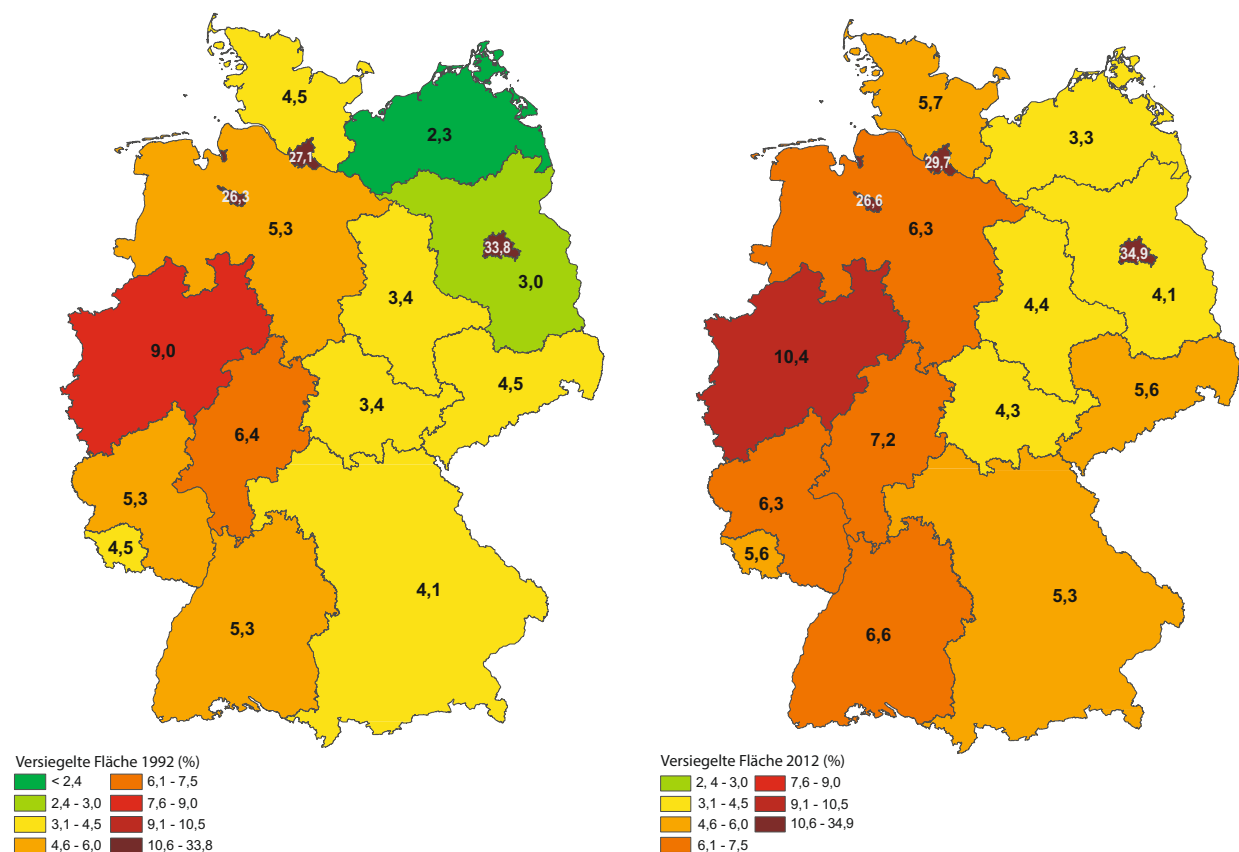 4,5
2,3
27,1
26,3
5,3
33,8
3,0
3,4
9,0
4,5
3,4
6,4
5,3
4,5
4,1
5,3
Versiegelte Fläche 1992 (%)
< 2,4
2,4 - 3,0
3,1 - 4,5
4,6 - 6,0
6,1 - 7,5
7,6 - 9,0
9,1 - 10,5
10,6 - 33,8
5,7
3,3
29,7
26,6
6,3
34,9
4,1
4,4
10,4
5,6
4,3
7,2
6,3
5,6
5,3
6,6
Versiegelte Fläche 2012 (%)
2, 4 - 3,0
3,1 - 4,5
4,6 - 6,0
6,1 - 7,5
7,6 - 9,0
9,1 - 10,5
10,6 - 34,9